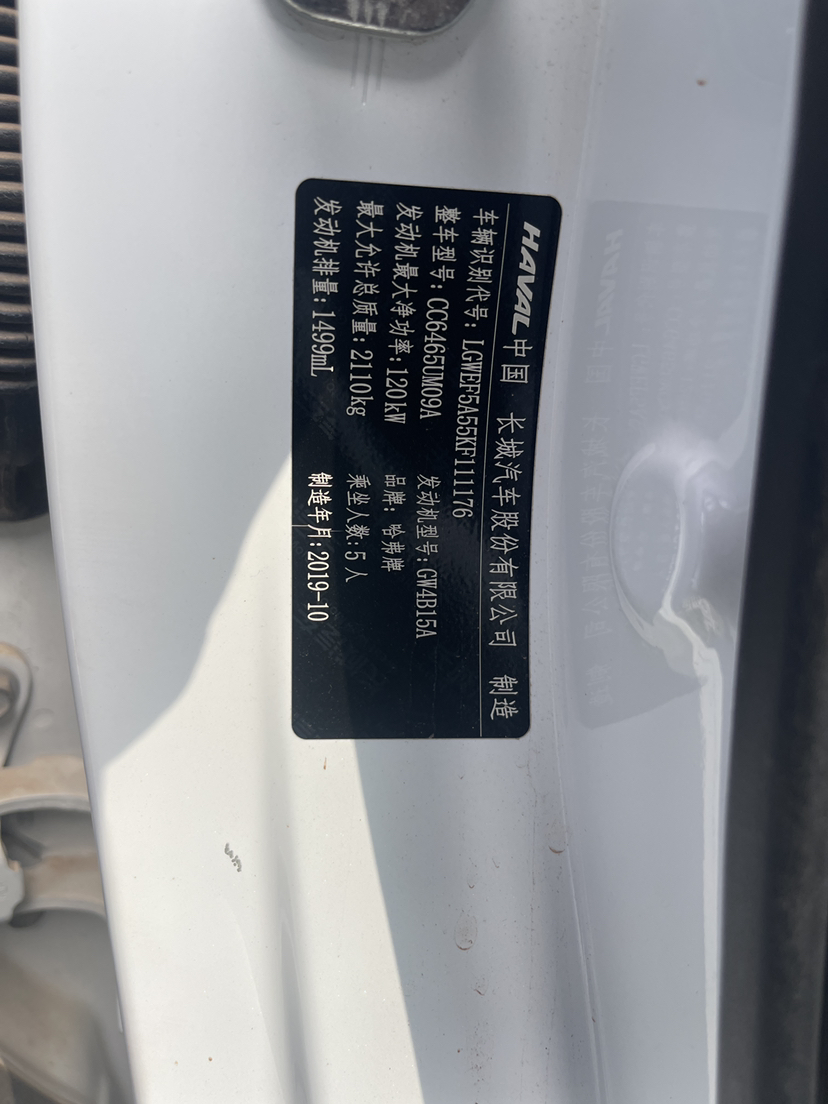 HAVAL 中国 长城汽车股份有限公司 制造
车辆识别代号:LGWEF5A55KF111176
整车型号:CC6465UM09A 发动机型号:GW4B15A
发动机最大净功率:120kW 品牌:哈弗牌
最大允许总质量:2110kg 乘坐人数:5人
发动机排量:1499mL 制造年月:2019-10